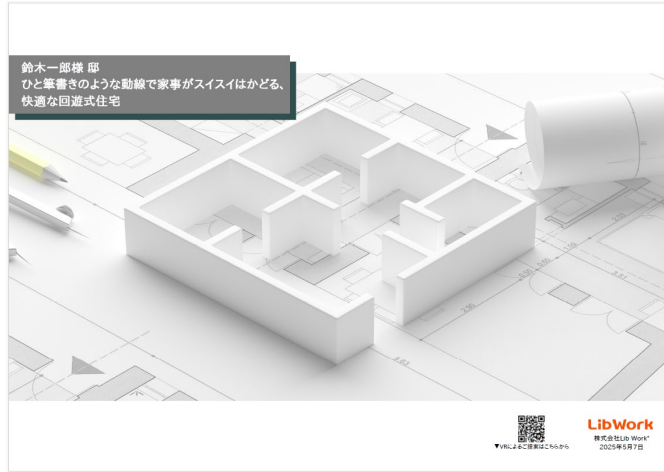 鈴木一郎様 邸
ひと筆書きのような動線で家事がスイスイはかどる、
快適な回遊式住宅
▼VRによるご提案はこちらから
LibWork
株式会社Lib Work
2025年5月7日